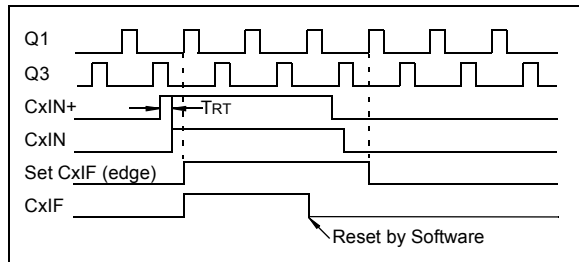 Q1
Q3
CxIN+
TRT
CxIN
Set CxIF (edge)
CxIF
Reset by Software